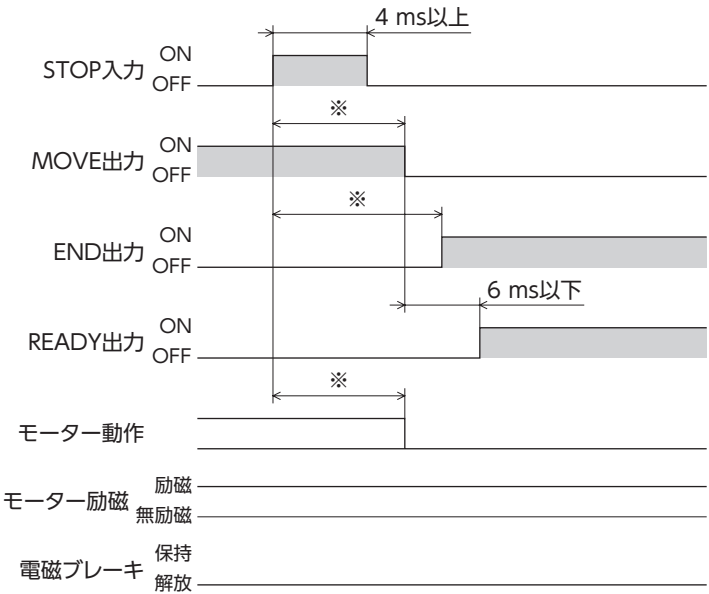 4 ms以上
STOP入力 ON
OFF
※
MOVE出力 ON
OFF
※
END出力 ON
OFF
6 ms以下
READY出力 ON
OFF
※
モーター動作
モーター励磁 励磁
無励磁
電磁ブレーキ 保持
解放